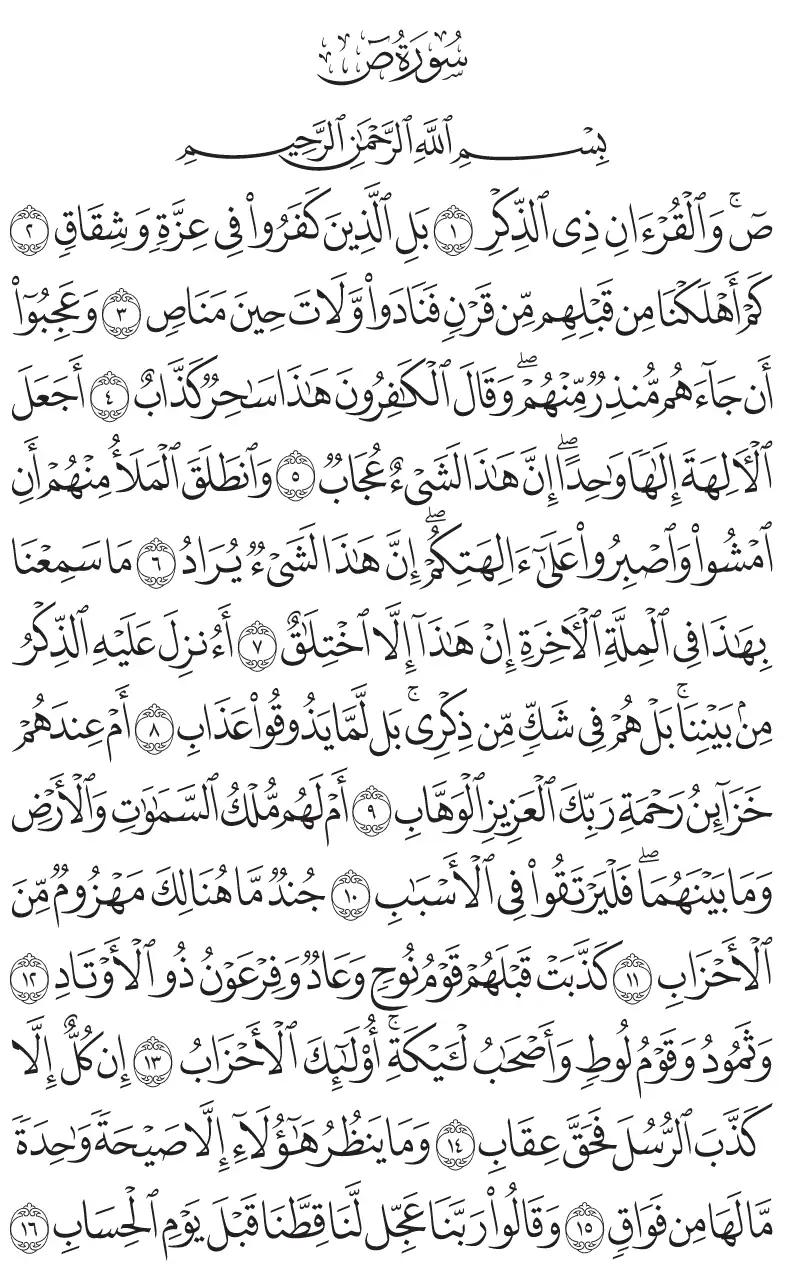 سُورَةُ صٓ
بِسْمِ ٱللَّهِ ٱلرَّحْمَٰنِ ٱلرَّحِيمِ
صٓ ۚ وَٱلْقُرْءَانِ ذِى ٱلذِّكْرِ ١ بَلِ ٱلَّذِينَ كَفَرُوا۟ فِى عِزَّةٍ وَشِقَاقٍ ٢
كَمْ أَهْلَكْنَا مِن قَبْلِهِم مِّن قَرْنٍ فَنَادَوا۟ وَّلَاتَ حِينَ مَنَاصٍ ٣ وَعَجِبُوٓا۟
أَن جَآءَهُم مُّنذِرٌ مِّنْهُمْ ۖ وَقَالَ ٱلْكَٰفِرُونَ هَٰذَا سَٰحِرٌ كَذَّابٌ ٤ أَجَعَلَ
ٱلْءَالِهَةَ إِلَٰهًا وَٰحِدًا ۖ إِنَّ هَٰذَا لَشَىْءٌ عُجَابٌ ٥ وَٱنطَلَقَ ٱلْمَلَأُ مِنْهُمْ أَنِ
ٱمْشُوا۟ وَٱصْبِرُوا۟ عَلَىٰٓ ءَالِهَتِكُمْ ۖ إِنَّ هَٰذَا لَشَىْءٌ يُرَادُ ٦ مَا سَمِعْنَا
بِهَٰذَا فِى ٱلْمِلَّةِ ٱلْءَاخِرَةِ إِنْ هَٰذَآ إِلَّا ٱخْتِلَٰقٌ ٧ أَءُنزِلَ عَلَيْهِ ٱلذِّكْرُ
مِنۢ بَيْنِنَا ۚ بَلْ هُمْ فِى شَكٍّ مِّن ذِكْرِى ۚ بَل لَّمَّا يَذُوقُوا۟ عَذَابِ ٨ أَمْ عِندَهُمْ
خَزَآئِنُ رَحْمَةِ رَبِّكَ ٱلْعَزِيزِ ٱلْوَهَّابِ ٩ أَمْ لَهُم مُّلْكُ ٱلسَّمَٰوَٰتِ وَٱلْأَرْضِ
وَمَا بَيْنَهُمَا ۖ فَلْيَرْتَقُوا۟ فِى ٱلْأَسْبَٰبِ ١٠ جُندٌ مَّا هُنَالِكَ مَهْزُومٌ مِّنَ
ٱلْأَحْزَابِ ١١ كَذَّبَتْ قَبْلَهُمْ قَوْمُ نُوحٍ وَعَادٌ وَفِرْعَوْنُ ذُو ٱلْأَوْتَادِ ١٢
وَثَمُودُ وَقَوْمُ لُوطٍ وَأَصْحَٰبُ لْـَٔيْكَةِ ۚ أُو۟لَٰٓئِكَ ٱلْأَحْزَابُ ١٣ إِن كُلٌّ إِلَّا
كَذَّبَ ٱلرُّسُلَ فَحَقَّ عِقَابِ ١٤ وَمَا يَنظُرُ هَٰٓؤُلَآءِ إِلَّا صَيْحَةً وَٰحِدَةً
مَّا لَهَا مِن فَوَاقٍ ١٥ وَقَالُوا۟ رَبَّنَا عَجِّل لَّنَا قِطَّنَا قَبْلَ يَوْمِ ٱلْحِسَابِ ١٦